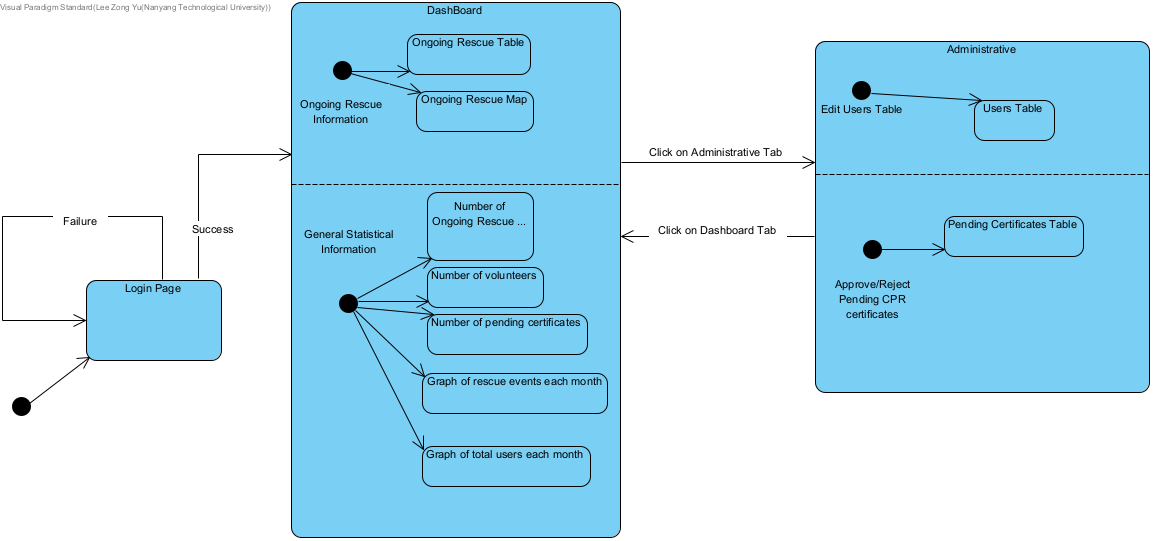 Visual Paradigm Standard(Lee Zong Yu(Nanyang Technological University))
DashBoard
Ongoing Rescue Table
Ongoing Rescue Map
Ongoing Rescue
Information
Administrative
Edit Users Table
Users Table
Click on Administrative Tab
Failure
Success
Number of
Ongoing Rescue ...
General Statistical
Information
Click on Dashboard Tab
Pending Certificates Table
Login Page
Number of volunteers
Number of pending certificates
Approve/Reject
Pending CPR
certificates
Graph of rescue events each month
Graph of total users each month